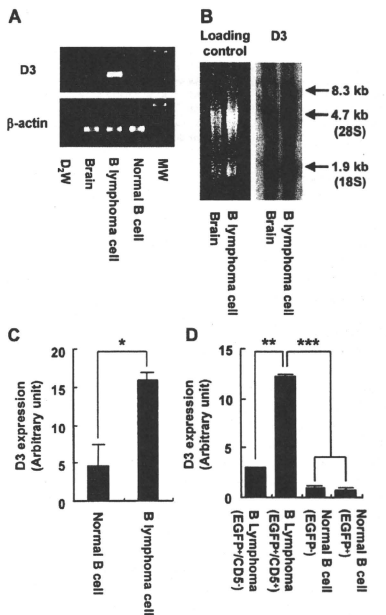 A
D3
β-actin
D₂W
Brain
B lymphoma cell
Normal B cell
MW
B
Loading control
D3
8.3 kb
4.7 kb
(28S)
1.9 kb
(18S)
Brain
B lymphoma cell
Brain
B lymphoma cell
C
D3 expression
(Arbitrary unit)
20
15
10
5
0
*
Normal B cell
B lymphoma cell
D
D3 expression
(Arbitrary unit)
15
10
5
0
**
***
B Lymphoma
(EGFP⁺/CD5⁻)
B Lymphoma
(EGFP⁺/CD5⁺)
Normal B cell
(EGFP⁻)
Normal B cell
(EGFP⁺)